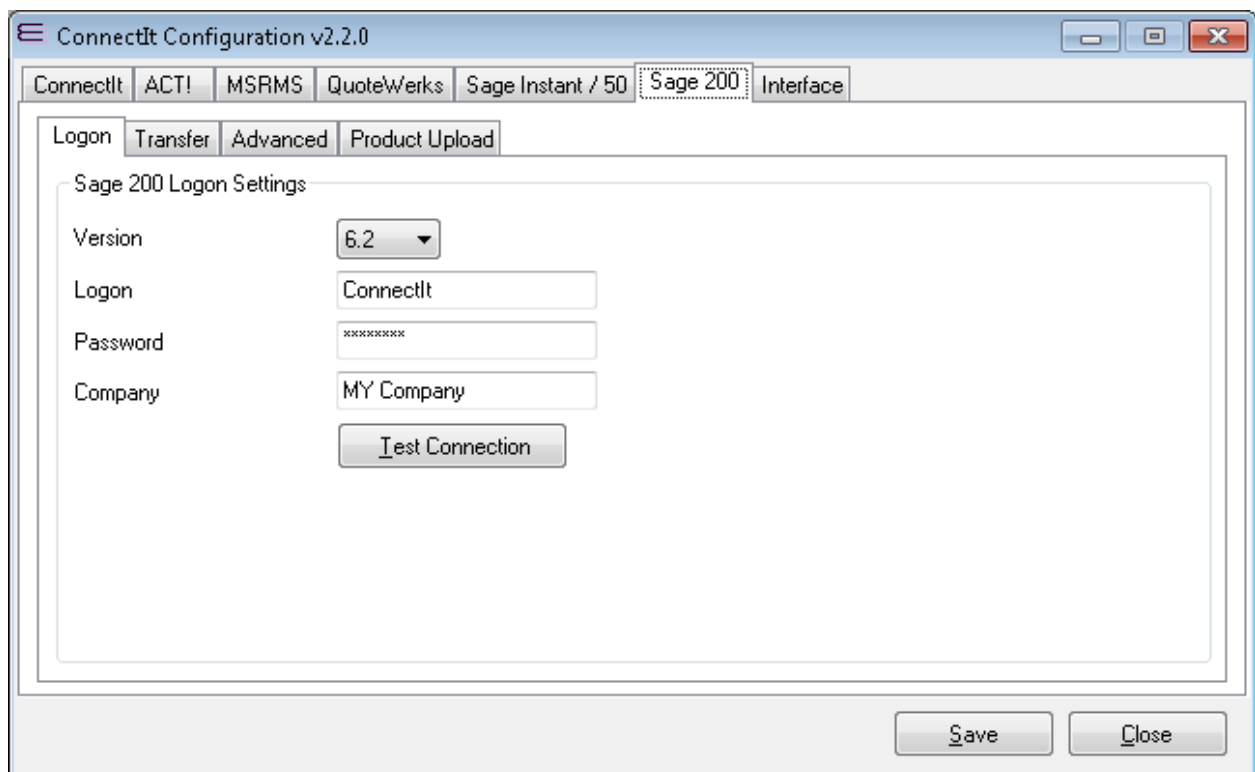 ConnectIt Configuration v2.2.0
ConnectIt ACT! MSRMS QuoteWerks Sage Instant / 50 Sage 200 Interface
Logon Transfer Advanced Product Upload
Sage 200 Logon Settings
Version 6.2
Logon ConnectIt
Password ********
Company MY Company
Test Connection
Save Close